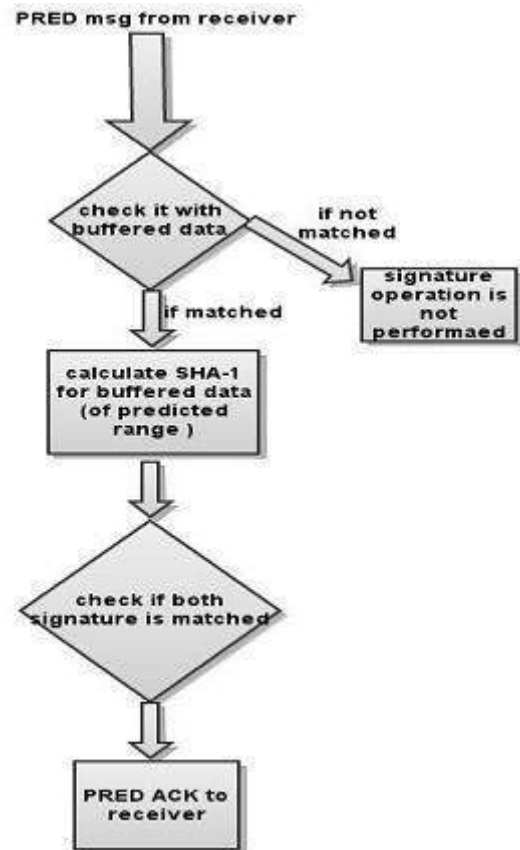 PRED msg from receiver
check it with
buffered data
if not
matched
signature
operation is
not
performaed
if matched
calculate SHA-1
for buffered data
(of predicted
range )
check if both
signature is matched
PRED ACK to
receiver